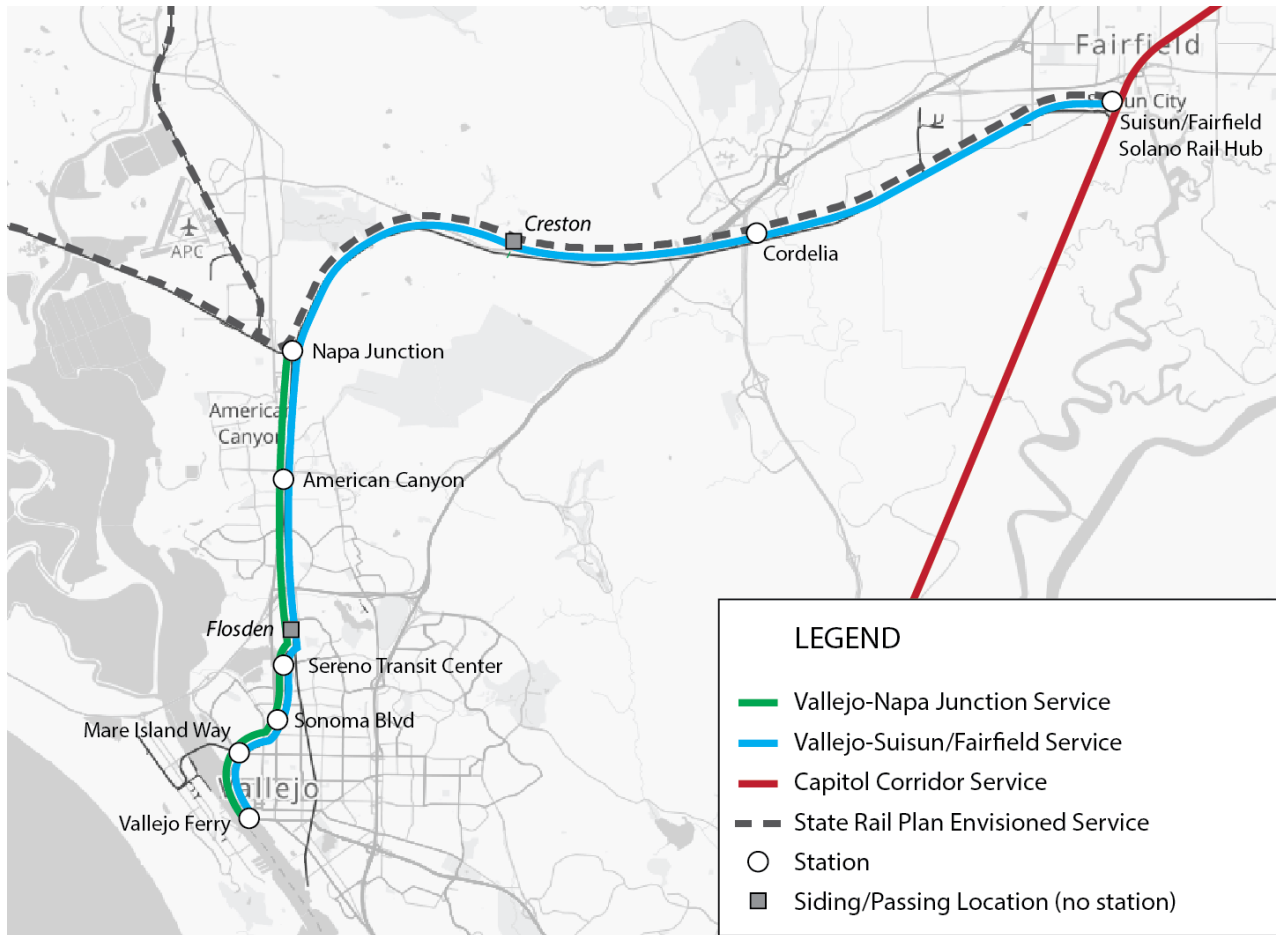 Fairfield
un City
Suisun/Fairfield
Solano Rail Hub
Creston
APC
Cordelia
Napa Junction
American
Canyon
American Canyon
Flosden
Sereno Transit Center
Sonoma Blvd
Mare Island Way
Vallejo
Vallejo Ferry
LEGEND
Vallejo-Napa Junction Service
Vallejo-Suisun/Fairfield Service
Capitol Corridor Service
State Rail Plan Envisioned Service
Station
Siding/Passing Location (no station)